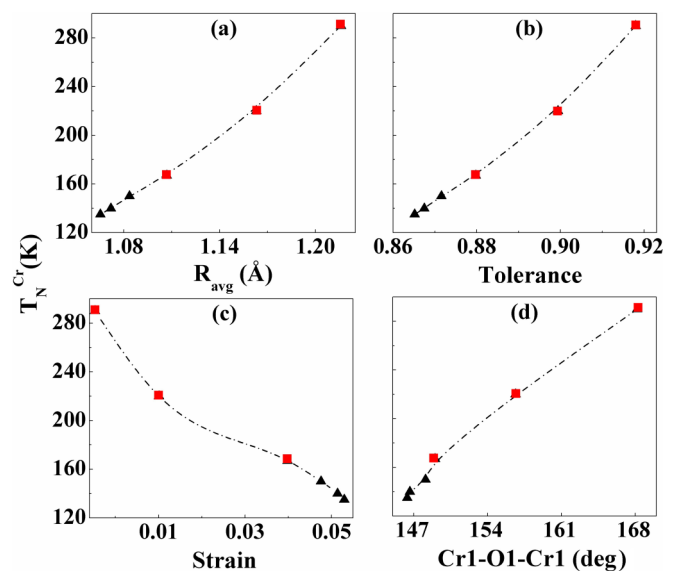 (a)
(b)
280
240
200
160
120
1.08
1.14
1.20
0.86
0.88
0.90
0.92
R_avg (Å)
Tolerance
T_N^Cr(K)
(c)
(d)
280
240
200
160
120
0.01
0.03
0.05
147
154
161
168
Strain
Cr1-O1-Cr1 (deg)